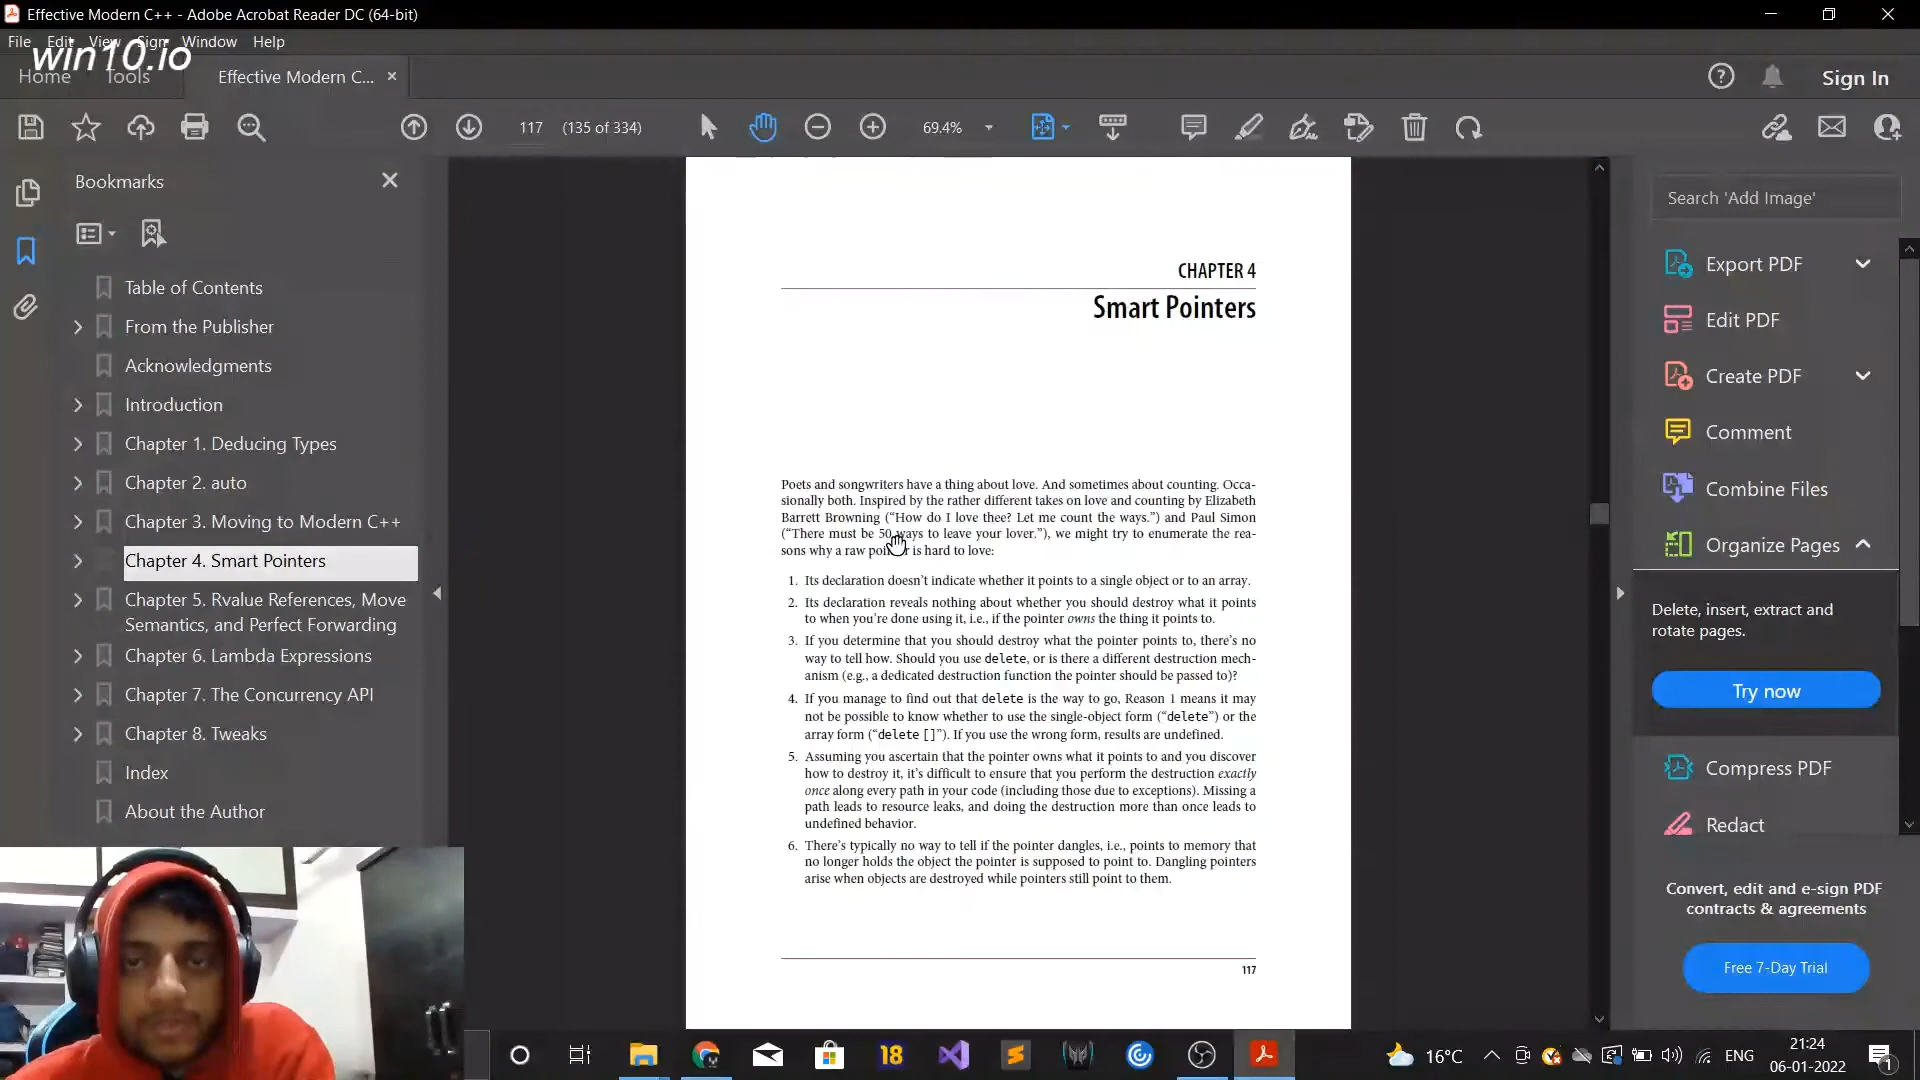 Effective Modern C++ - Adobe Acrobat Reader DC (64-bit)
File Edit View Sign Window Help
win10.io
Home Tools Effective Modern C... ×
Sign In
117 (135 of 334)
69.4%
Bookmarks
Table of Contents
From the Publisher
Acknowledgments
Introduction
Chapter 1. Deducing Types
Chapter 2. auto
Chapter 3. Moving to Modern C++
Chapter 4. Smart Pointers
Chapter 5. Rvalue References, Move
Semantics, and Perfect Forwarding
Chapter 6. Lambda Expressions
Chapter 7. The Concurrency API
Chapter 8. Tweaks
Index
About the Author
CHAPTER 4
Smart Pointers
Poets and songwriters have a thing about love. And sometimes about counting. Occa-
sionally both. Inspired by the rather different takes on love and counting by Elizabeth
Barrett Browning (“How do I love thee? Let me count the ways.”) and Paul Simon
(“There must be 50 ways to leave your lover.”), we might try to enumerate the rea-
sons why a raw pointer is hard to love:
1. Its declaration doesn’t indicate whether it points to a single object or to an array.
2. Its declaration reveals nothing about whether you should destroy what it points
to when you’re done using it, i.e., if the pointer owns the thing it points to.
3. If you determine that you should destroy what the pointer points to, there’s no
way to tell how. Should you use delete, or is there a different destruction mech-
anism (e.g., a dedicated destruction function the pointer should be passed to)?
4. If you manage to find out that delete is the way to go, Reason 1 means it may
not be possible to know whether to use the single-object form (“delete”) or the
array form (“delete []”). If you use the wrong form, results are undefined.
5. Assuming you ascertain that the pointer owns what it points to and you discover
how to destroy it, it’s difficult to ensure that you perform the destruction exactly
once along every path in your code (including those due to exceptions). Missing a
path leads to resource leaks, and doing the destruction more than once leads to
undefined behavior.
6. There’s typically no way to tell if the pointer dangles, i.e., points to memory that
no longer holds the object the pointer is supposed to point to. Dangling pointers
arise when objects are destroyed while pointers still point to them.
117
Search 'Add Image'
Export PDF
Edit PDF
Create PDF
Comment
Combine Files
Organize Pages
Delete, insert, extract and
rotate pages.
Try now
Compress PDF
Redact
Convert, edit and e-sign PDF
contracts & agreements
Free 7-Day Trial
18
16°C
ENG
21:24
06-01-2022
1